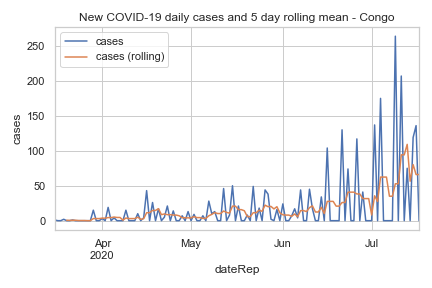 New COVID-19 daily cases and 5 day rolling mean - Congo
cases
cases (rolling)
250
200
150
100
50
0
cases
Apr
2020
May
Jun
Jul
dateRep